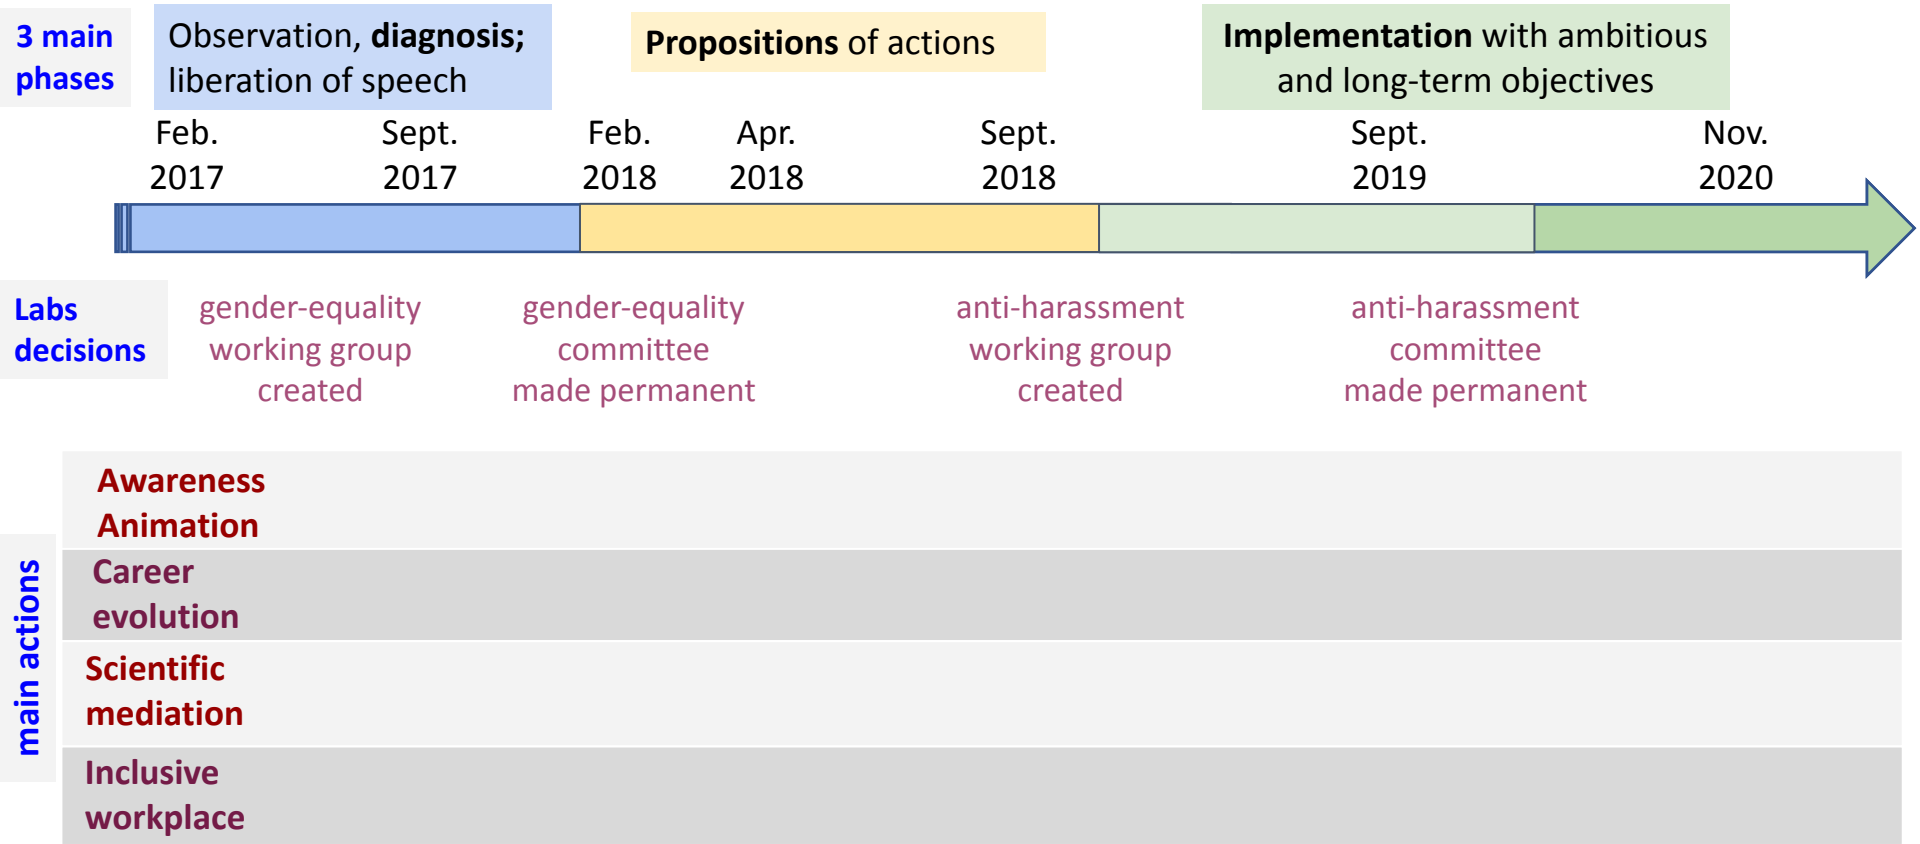 3 main
phases
Observation, diagnosis;
liberation of speech
Propositions of actions
Implementation with ambitious
and long-term objectives
Feb.
2017
Sept.
2017
Feb.
2018
Apr.
2018
Sept.
2018
Sept.
2019
Nov.
2020
Labs
decisions
gender-equality
working group
created
gender-equality
committee
made permanent
anti-harassment
working group
created
anti-harassment
committee
made permanent
main actions
Awareness
Animation
Career
evolution
Scientific
mediation
Inclusive
workplace